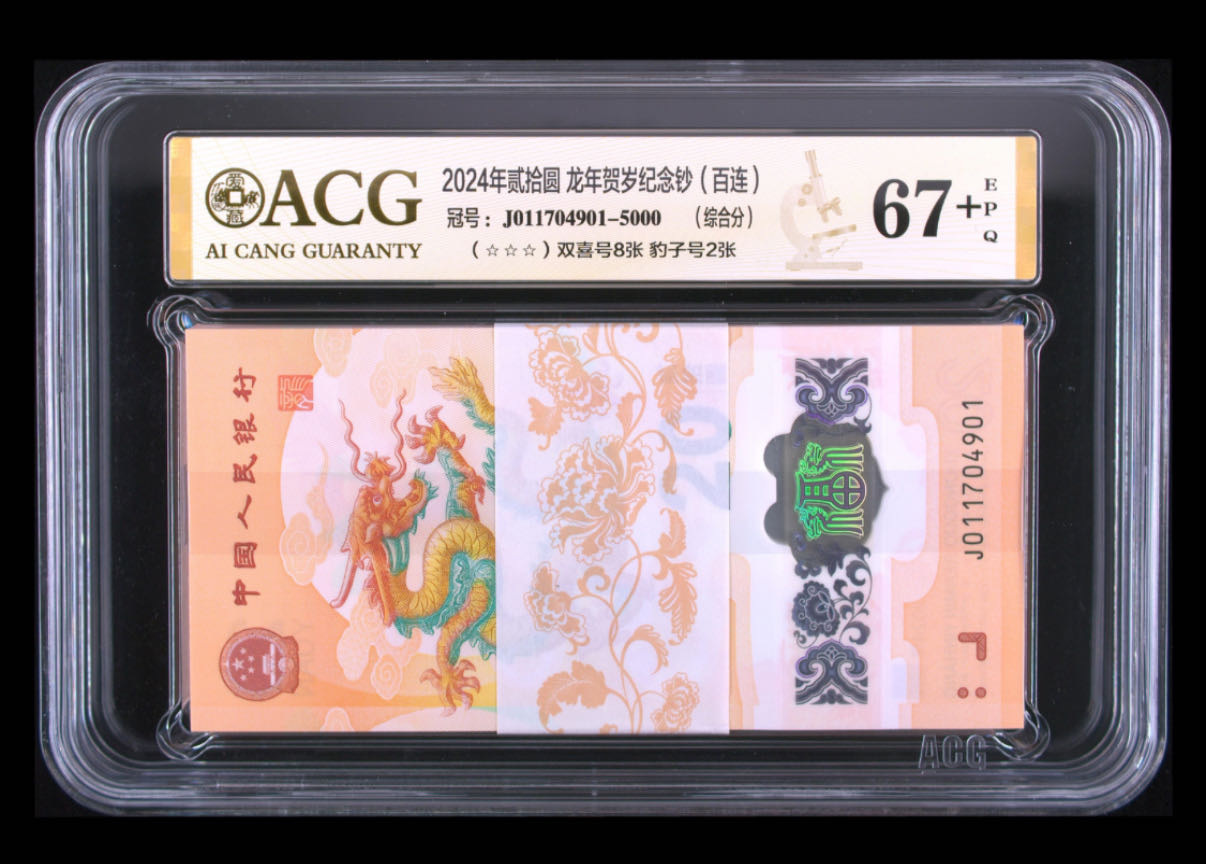 ACG
AI CANG GUARANTY
2024年贰拾圆 龙年贺岁纪念钞（百连）
冠号：J011704901-5000 （综合分）
（☆☆☆）双喜号8张 豹子号2张
67+
EPQ
中国人民银行
20
J011704901
ACG